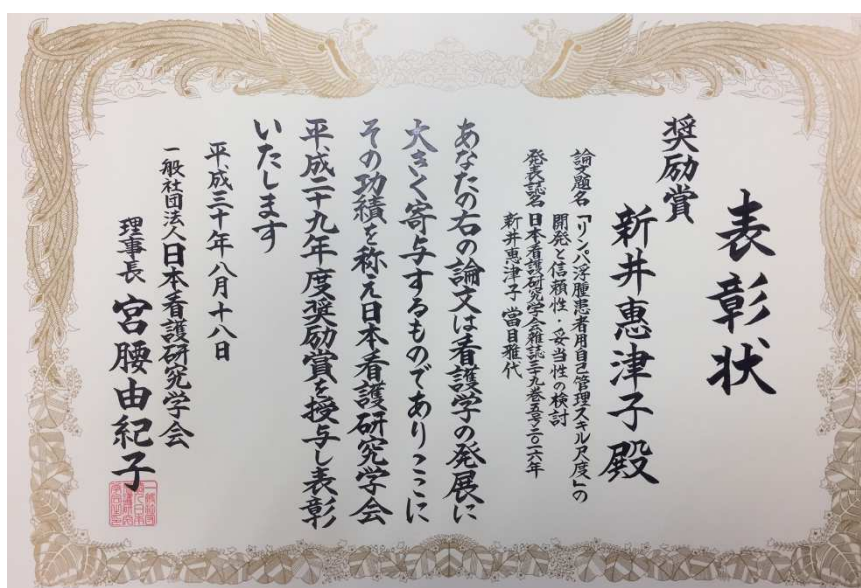 表彰状
奨励賞
新井惠津子殿
論文題名 「リンパ浮腫患者用自己管理スキル尺度」の
開発と信頼性・妥当性の検討
発表誌名 日本看護研究学会雑誌三九巻五号二〇一六年
新井惠津子 當目雅代
あなたの右の論文は看護学の発展に
大きく寄与するものでありここに
その功績を称え日本看護研究学会
平成二十九年度奨励賞を授与し表彰
いたします
平成三十年八月十八日
一般社団法人日本看護研究学会
理事長 宮腰由紀子